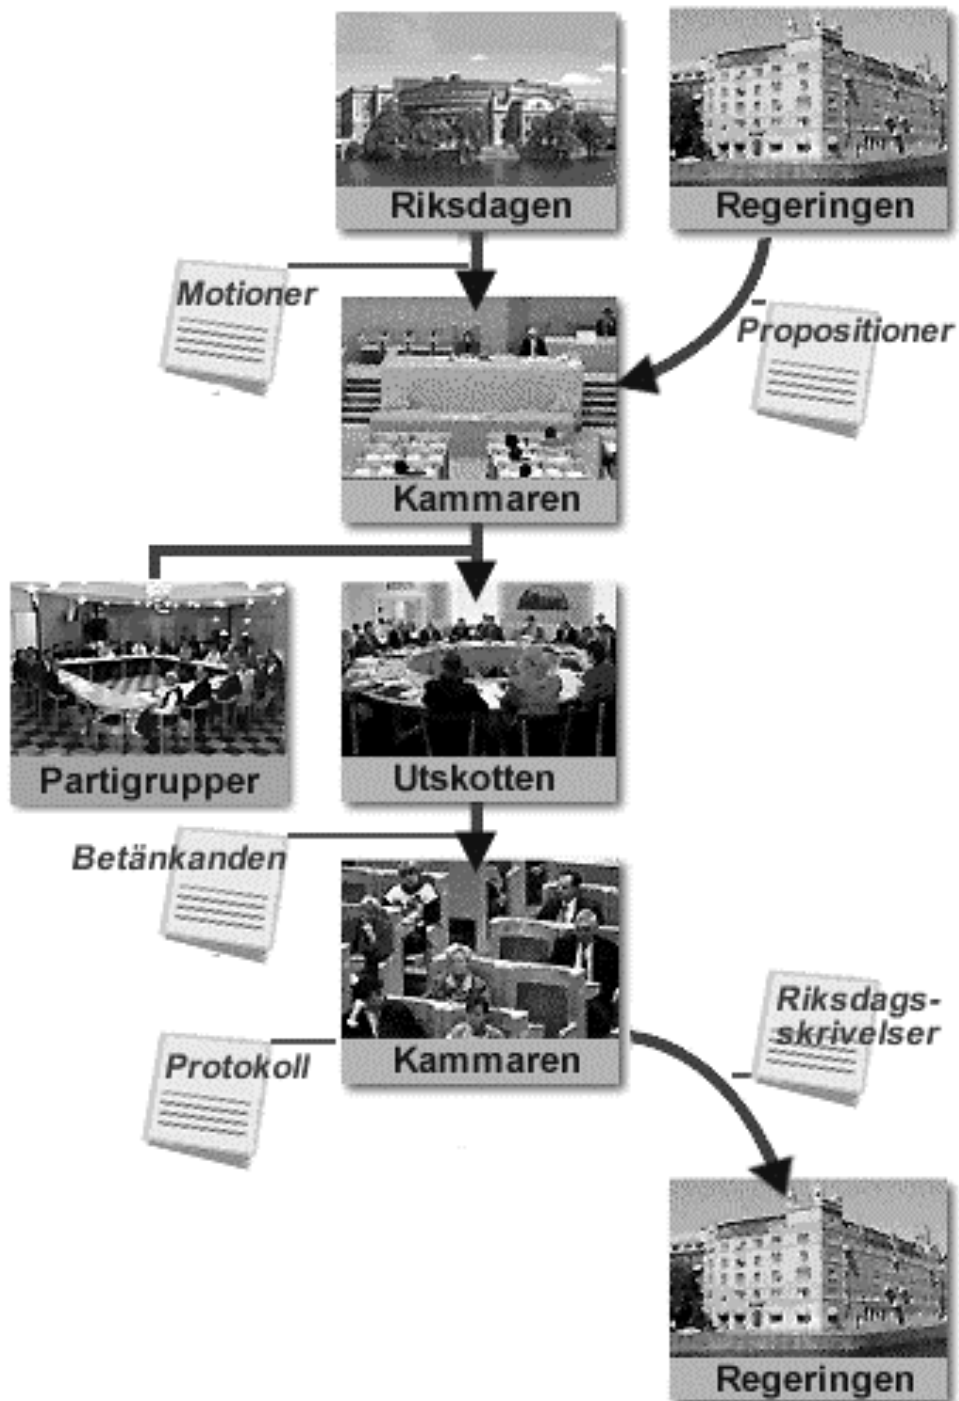 Riksdagen
Regeringen
Motioner
Propositioner
Kammaren
Partigrupper
Utskotten
Betänkanden
Kammaren
Protokoll
Riksdags-
skrivelser
Regeringen